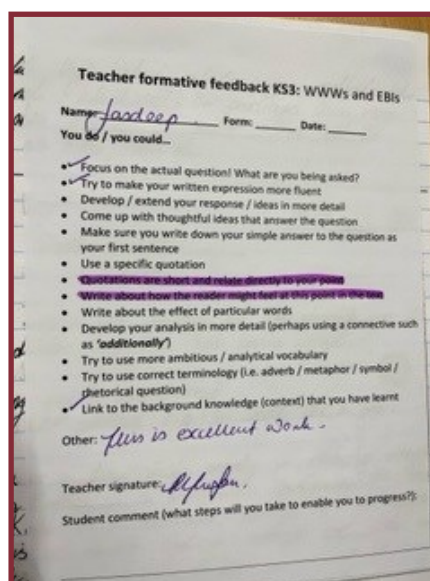 Teacher formative feedback KS3: WWWs and EBIs
Name: Jasdeep Form: ______ Date: ______
You do / you could...
• Focus on the actual question! What are you being asked?
• Try to make your written expression more fluent
• Develop / extend your response / ideas in more detail
• Come up with thoughtful ideas that answer the question
• Make sure you write down your simple answer to the question as
your first sentence
• Use a specific quotation
• Quotations are short and relate directly to your point
• Write about how the reader might feel at this point in the text
• Write about the effect of particular words
• Develop your analysis in more detail (perhaps using a connective such
as 'additionally')
• Try to use more ambitious / analytical vocabulary
• Try to use correct terminology (i.e. adverb / metaphor / symbol /
rhetorical question)
• Link to the background knowledge (context) that you have learnt
Other: This is excellent work.
Teacher signature:
Student comment (what steps will you take to enable you to progress?):